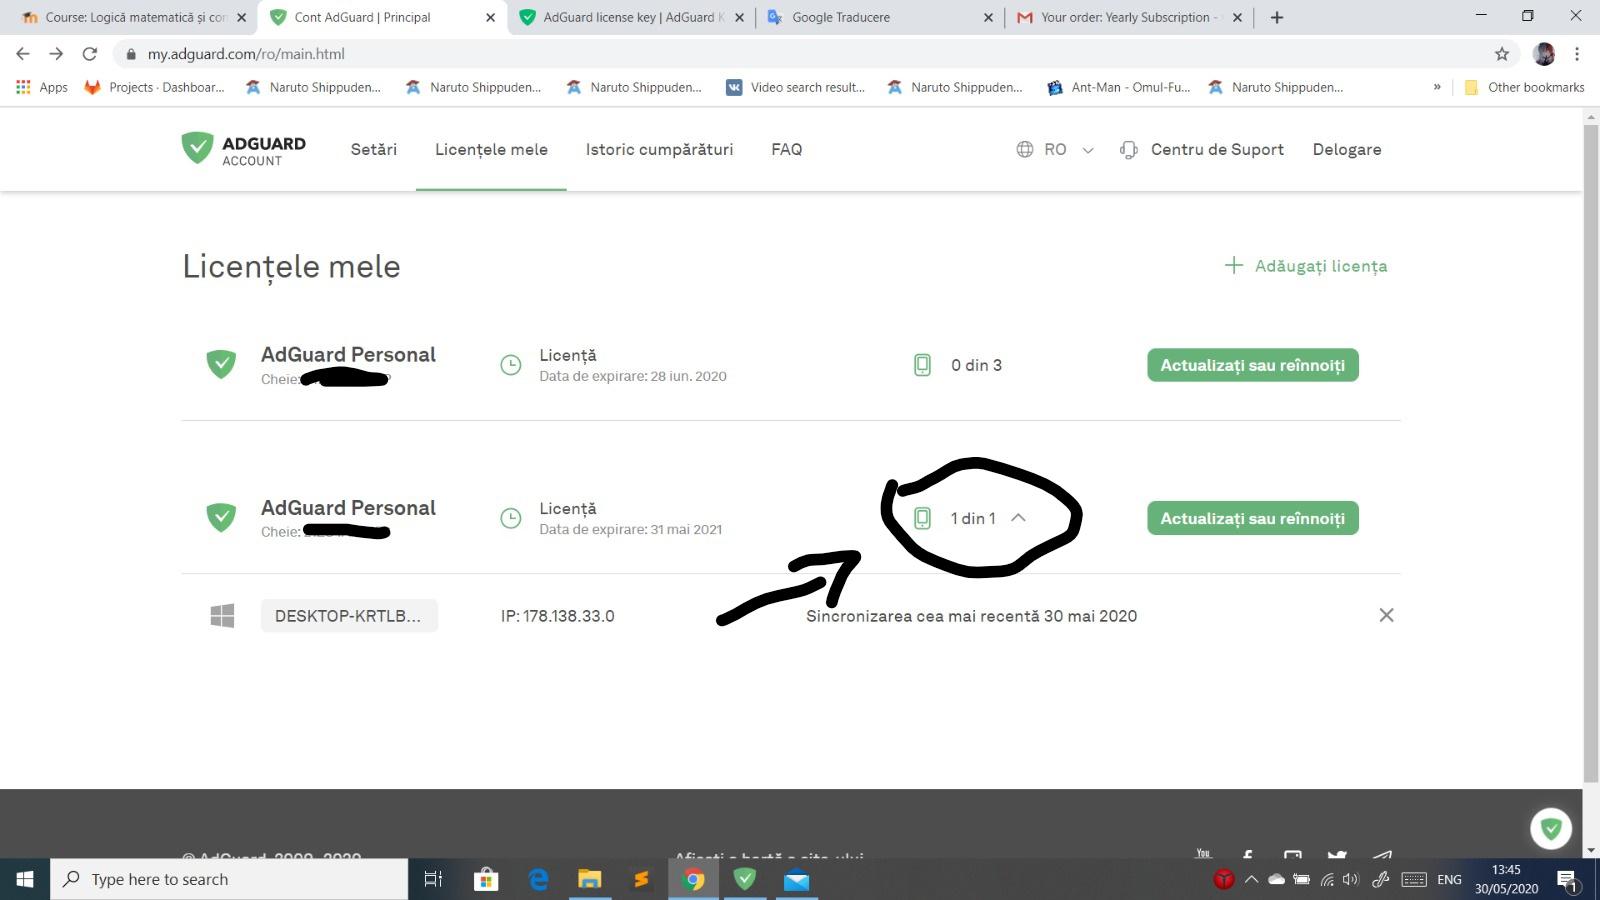 Course: Logică matematică și con
Cont AdGuard | Principal
AdGuard license key | AdGuard K
Google Traducere
Your order: Yearly Subscription -
my.adguard.com/ro/main.html
Apps
Projects · Dashboar...
Naruto Shippuden...
Naruto Shippuden...
Naruto Shippuden...
Video search result...
Naruto Shippuden...
Ant-Man - Omul-Fu...
Naruto Shippuden...
»
Other bookmarks
ADGUARD
ACCOUNT
Setări
Licențele mele
Istoric cumpărături
FAQ
RO
Centru de Suport
Delogare
Licențele mele
Adăugați licența
AdGuard Personal
Cheie:
Licență
Data de expirare: 28 iun. 2020
0 din 3
Actualizați sau reînnoiți
AdGuard Personal
Cheie:
Licență
Data de expirare: 31 mai 2021
1 din 1
Actualizați sau reînnoiți
DESKTOP-KRTLB...
IP: 178.138.33.0
Sincronizarea cea mai recentă 30 mai 2020
© AdGuard, 2009–2020
Afișați o hartă a site-ului
You
Type here to search
ENG
13:45
30/05/2020
1